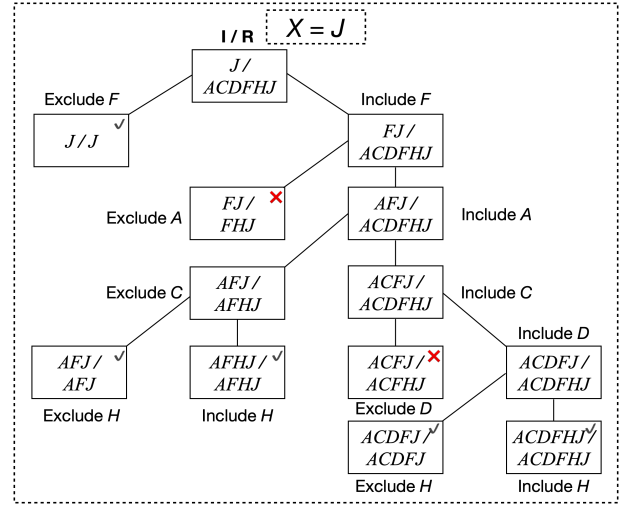 X = J
I / R
J /
ACDFHJ
Exclude F
Include F
J / J ✓
FJ /
ACDFHJ
Exclude A
FJ / ✕
FHJ
AFJ /
ACDFHJ
Include A
Exclude C
AFJ /
AFHJ
ACFJ /
ACDFHJ
Include C
Include D
AFJ / ✓
AFJ
AFHJ / ✓
AFHJ
ACFJ / ✕
ACFHJ
ACDFJ /
ACDFHJ
Exclude H
Include H
Exclude D
ACDFJ / ✓
ACDFJ
ACDFHJ / ✓
ACDFHJ
Exclude H
Include H